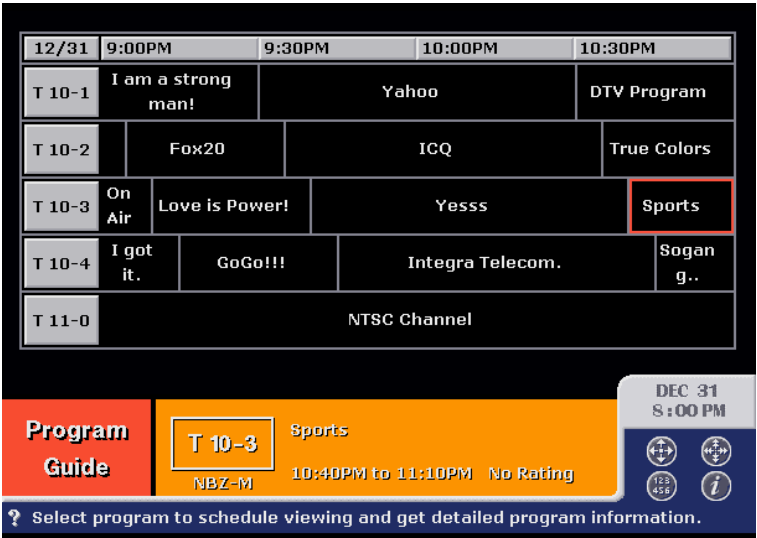 12/31 9:00PM 9:30PM 10:00PM 10:30PM
T 10-1 I am a strong man! Yahoo DTV Program
T 10-2 Fox20 ICQ True Colors
T 10-3 On Air Love is Power! Yesss Sports
T 10-4 I got it. GoGo!!! Integra Telecom. Sogang..
T 11-0 NTSC Channel
DEC 31
8:00 PM
Program
Guide
T 10-3
NBZ-M
Sports
10:40PM to 11:10PM No Rating
123
456
i
? Select program to schedule viewing and get detailed program information.